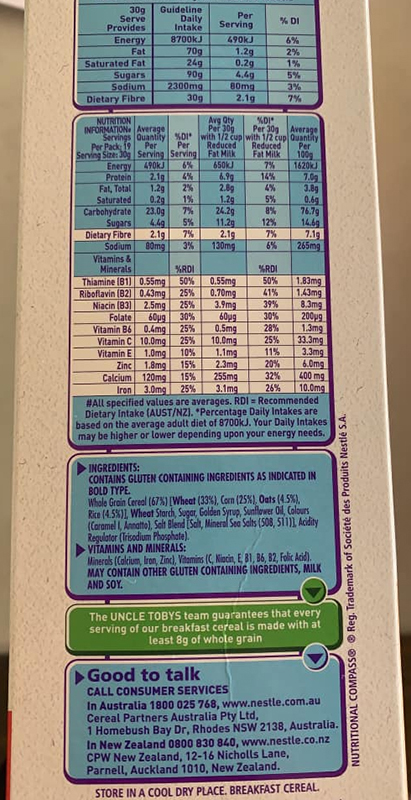 30g Serve Provides Guideline Daily Intake Per Serving % DI
Energy 8700kJ 490kJ 6%
Fat 70g 1.2g 2%
Saturated Fat 24g 0.2g 1%
Sugars 90g 4.4g 5%
Sodium 2300mg 80mg 3%
Dietary Fibre 30g 2.1g 7%
NUTRITION INFORMATION# Servings Per Pack: 19 Serving Size: 30g Average Quantity Per Serving %DI* Per Serving Avg Qty Per 30g with 1/2 cup Reduced Fat Milk %DI* Per 30g with 1/2 cup Reduced Fat Milk Average Quantity Per 100g
Energy 490kJ 6% 650kJ 7% 1620kJ
Protein 2.1g 4% 6.9g 14% 7.0g
Fat, Total 1.2g 2% 2.8g 4% 3.8g
Saturated 0.2g 1% 1.2g 5% 0.6g
Carbohydrate 23.0g 7% 24.2g 8% 76.7g
Sugars 4.4g 5% 11.2g 12% 14.6g
Dietary Fibre 2.1g 7% 2.1g 7% 7.1g
Sodium 80mg 3% 130mg 6% 265mg
Vitamins & Minerals %RDI %RDI
Thiamine (B1) 0.55mg 50% 0.55mg 50% 1.83mg
Riboflavin (B2) 0.43mg 25% 0.70mg 41% 1.43mg
Niacin (B3) 2.5mg 25% 3.9mg 39% 8.3mg
Folate 60µg 30% 60µg 30% 200µg
Vitamin B6 0.4mg 25% 0.5mg 28% 1.3mg
Vitamin C 10.0mg 25% 10.0mg 25% 33.3mg
Vitamin E 1.0mg 10% 1.1mg 11% 3.3mg
Zinc 1.8mg 15% 2.3mg 20% 6.0mg
Calcium 120mg 15% 255mg 32% 400 mg
Iron 3.0mg 25% 3.1mg 26% 10.0mg
#All specified values are averages. RDI = Recommended
Dietary Intake (AUST/NZ). *Percentage Daily Intakes are
based on the average adult diet of 8700kJ. Your Daily Intakes
may be higher or lower depending upon your energy needs.
INGREDIENTS:
CONTAINS GLUTEN CONTAINING INGREDIENTS AS INDICATED IN
BOLD TYPE.
Whole Grain Cereal (67%) [Wheat (33%), Corn (25%), Oats (4.5%),
Rice (4.5%)], Wheat Starch, Sugar, Golden Syrup, Sunflower Oil, Colours
(Caramel I, Annatto), Salt Blend [Salt, Mineral Sea Salts (508, 511)], Acidity
Regulator (Trisodium Phosphate).
VITAMINS AND MINERALS:
Minerals (Calcium, Iron, Zinc), Vitamins (C, Niacin, E, B1, B6, B2, Folic Acid).
MAY CONTAIN OTHER GLUTEN CONTAINING INGREDIENTS, MILK
AND SOY.
The UNCLE TOBYS team guarantees that every
serving of our breakfast cereal is made with at
least 8g of whole grain
Good to talk
CALL CONSUMER SERVICES
In Australia 1800 025 768, www.nestle.com.au
Cereal Partners Australia Pty Ltd,
1 Homebush Bay Dr, Rhodes NSW 2138, Australia.
In New Zealand 0800 830 840, www.nestle.co.nz
CPW New Zealand, 12-16 Nicholls Lane,
Parnell, Auckland 1010, New Zealand.
STORE IN A COOL DRY PLACE. BREAKFAST CEREAL.
NUTRITIONAL COMPASS® ® Reg. Trademark of Société des Produits Nestlé S.A.